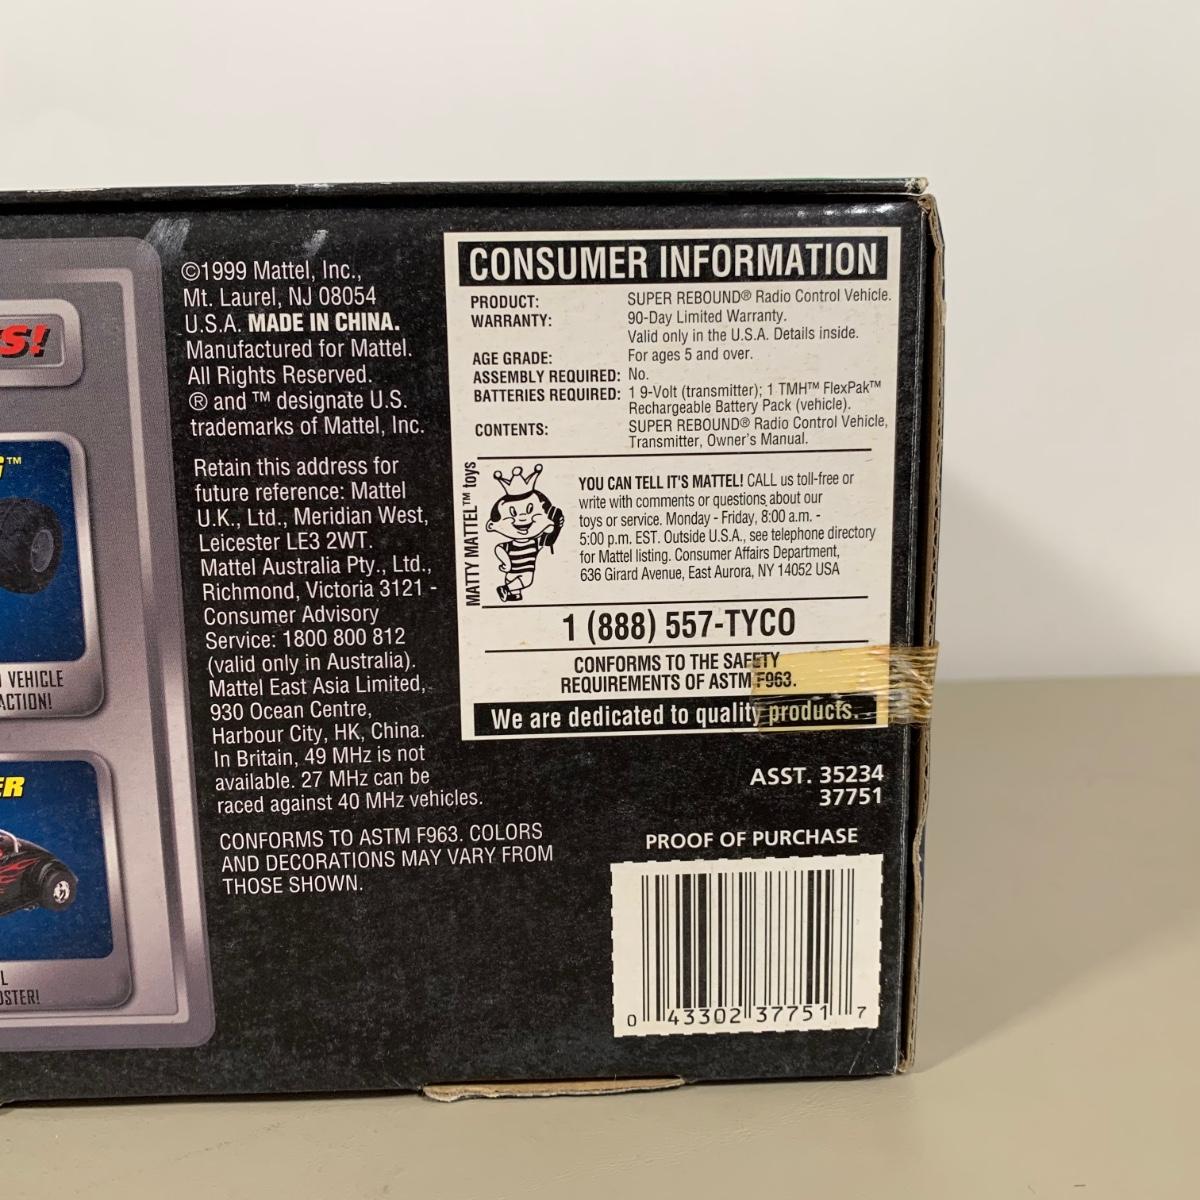 S!
™
VEHICLE
ACTION!
ER
L
OSTER!
©1999 Mattel, Inc.,
Mt. Laurel, NJ 08054
U.S.A. MADE IN CHINA.
Manufactured for Mattel.
All Rights Reserved.
® and ™ designate U.S.
trademarks of Mattel, Inc.
Retain this address for
future reference: Mattel
U.K., Ltd., Meridian West,
Leicester LE3 2WT.
Mattel Australia Pty., Ltd.,
Richmond, Victoria 3121 -
Consumer Advisory
Service: 1800 800 812
(valid only in Australia).
Mattel East Asia Limited,
930 Ocean Centre,
Harbour City, HK, China.
In Britain, 49 MHz is not
available. 27 MHz can be
raced against 40 MHz vehicles.
CONFORMS TO ASTM F963. COLORS
AND DECORATIONS MAY VARY FROM
THOSE SHOWN.
CONSUMER INFORMATION
PRODUCT: SUPER REBOUND® Radio Control Vehicle.
WARRANTY: 90-Day Limited Warranty.
Valid only in the U.S.A. Details inside.
AGE GRADE: For ages 5 and over.
ASSEMBLY REQUIRED: No.
BATTERIES REQUIRED: 1 9-Volt (transmitter); 1 TMH™ FlexPak™
Rechargeable Battery Pack (vehicle).
CONTENTS: SUPER REBOUND® Radio Control Vehicle,
Transmitter, Owner's Manual.
MATTY MATTEL™ toys
YOU CAN TELL IT'S MATTEL! CALL us toll-free or
write with comments or questions about our
toys or service. Monday - Friday, 8:00 a.m. -
5:00 p.m. EST. Outside U.S.A., see telephone directory
for Mattel listing. Consumer Affairs Department,
636 Girard Avenue, East Aurora, NY 14052 USA
1 (888) 557-TYCO
CONFORMS TO THE SAFETY
REQUIREMENTS OF ASTM F963.
We are dedicated to quality products.
ASST. 35234
37751
PROOF OF PURCHASE
0 43302 37751 7